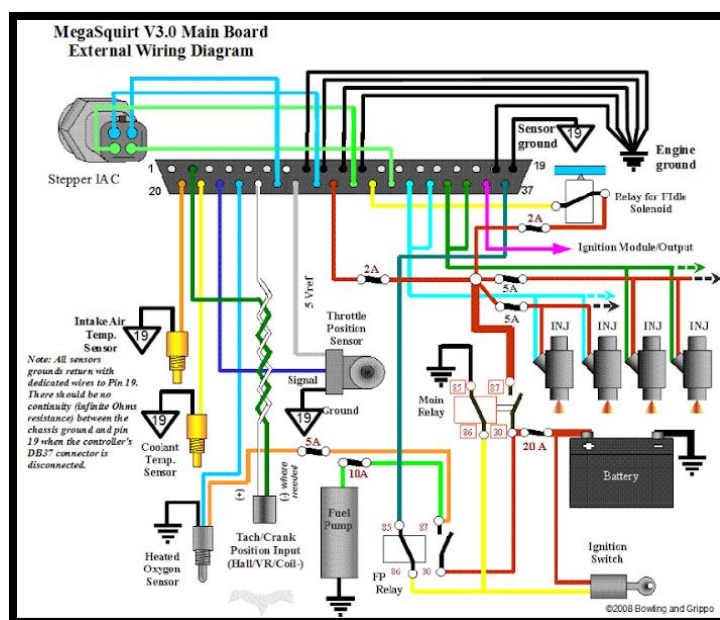 MegaSquirt V3.0 Main Board
External Wiring Diagram
Stepper IAC
1
20
19
37
Sensor
ground
19
Engine
ground
Relay for FIdle
Solenoid
2A
Ignition Module/Output
2A
5A
5A
5 Vref
Intake Air
Temp.
Sensor
19
Throttle
Position
Sensor
Signal
19
Ground
INJ
INJ
INJ
INJ
Note: All sensors
grounds return with
dedicated wires to Pin 19.
There should be no
continuity (infinite Ohms
resistance) between the
chassis ground and pin
19 when the controller's
DB37 connector is
disconnected.
19
Coolant
Temp.
Sensor
Main
Relay
85
87
86
30
20 A
Battery
5A
10A
(+)
(-) where
needed
Heated
Oxygen
Sensor
Tach/Crank
Position Input
(Hall/VR/Coil-)
Fuel
Pump
85
87
86
30
FP
Relay
Ignition
Switch
©2008 Bowling and Grippo